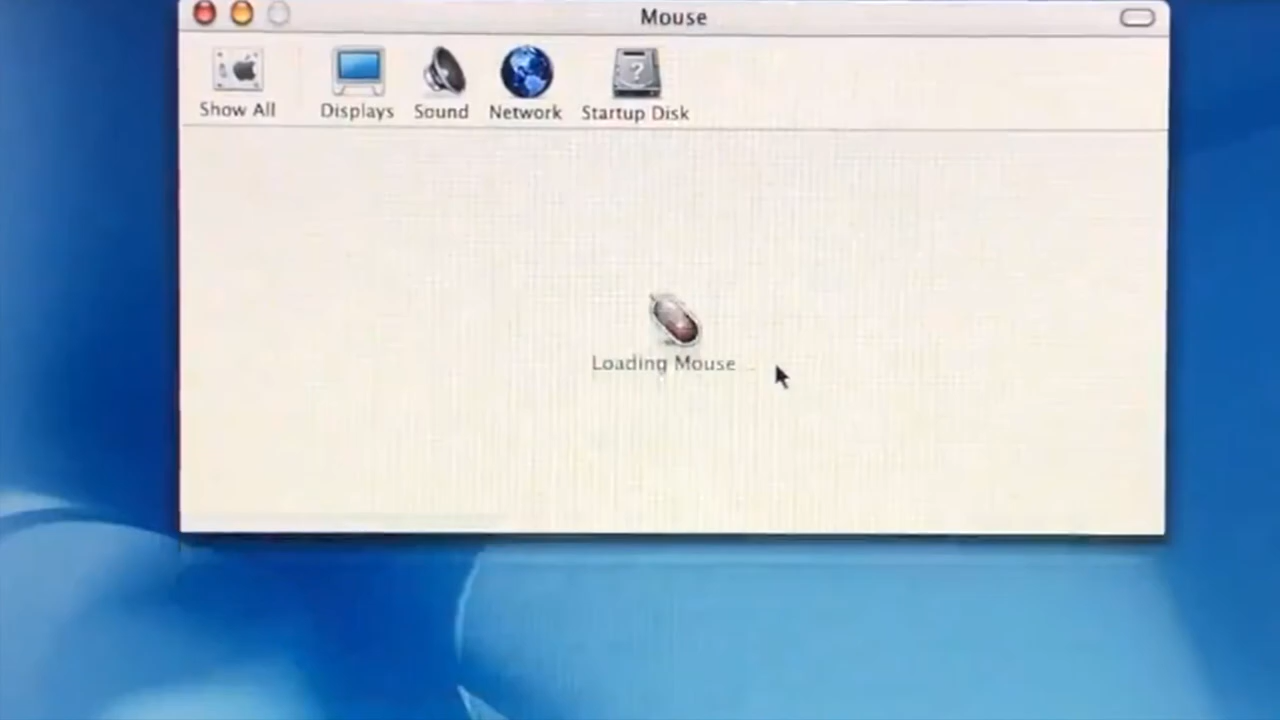 Mouse
Show All
Displays
Sound
Network
Startup Disk
?
Loading Mouse